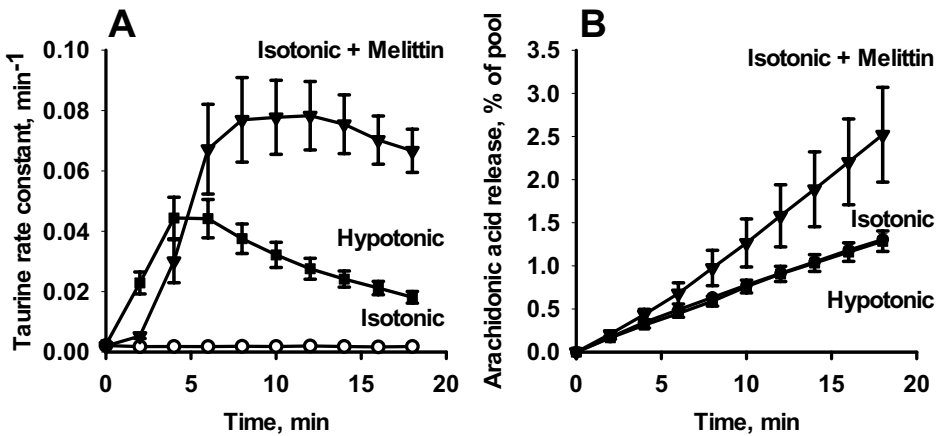 A
Isotonic + Melittin
Hypotonic
Isotonic
Taurine rate constant, min-1
0.10
0.08
0.06
0.04
0.02
0.00
0 5 10 15 20
Time, min
B
Isotonic + Melittin
Isotonic
Hypotonic
Arachidonic acid release, % of pool
3.5
3.0
2.5
2.0
1.5
1.0
0.5
0.0
0 5 10 15 20
Time, min